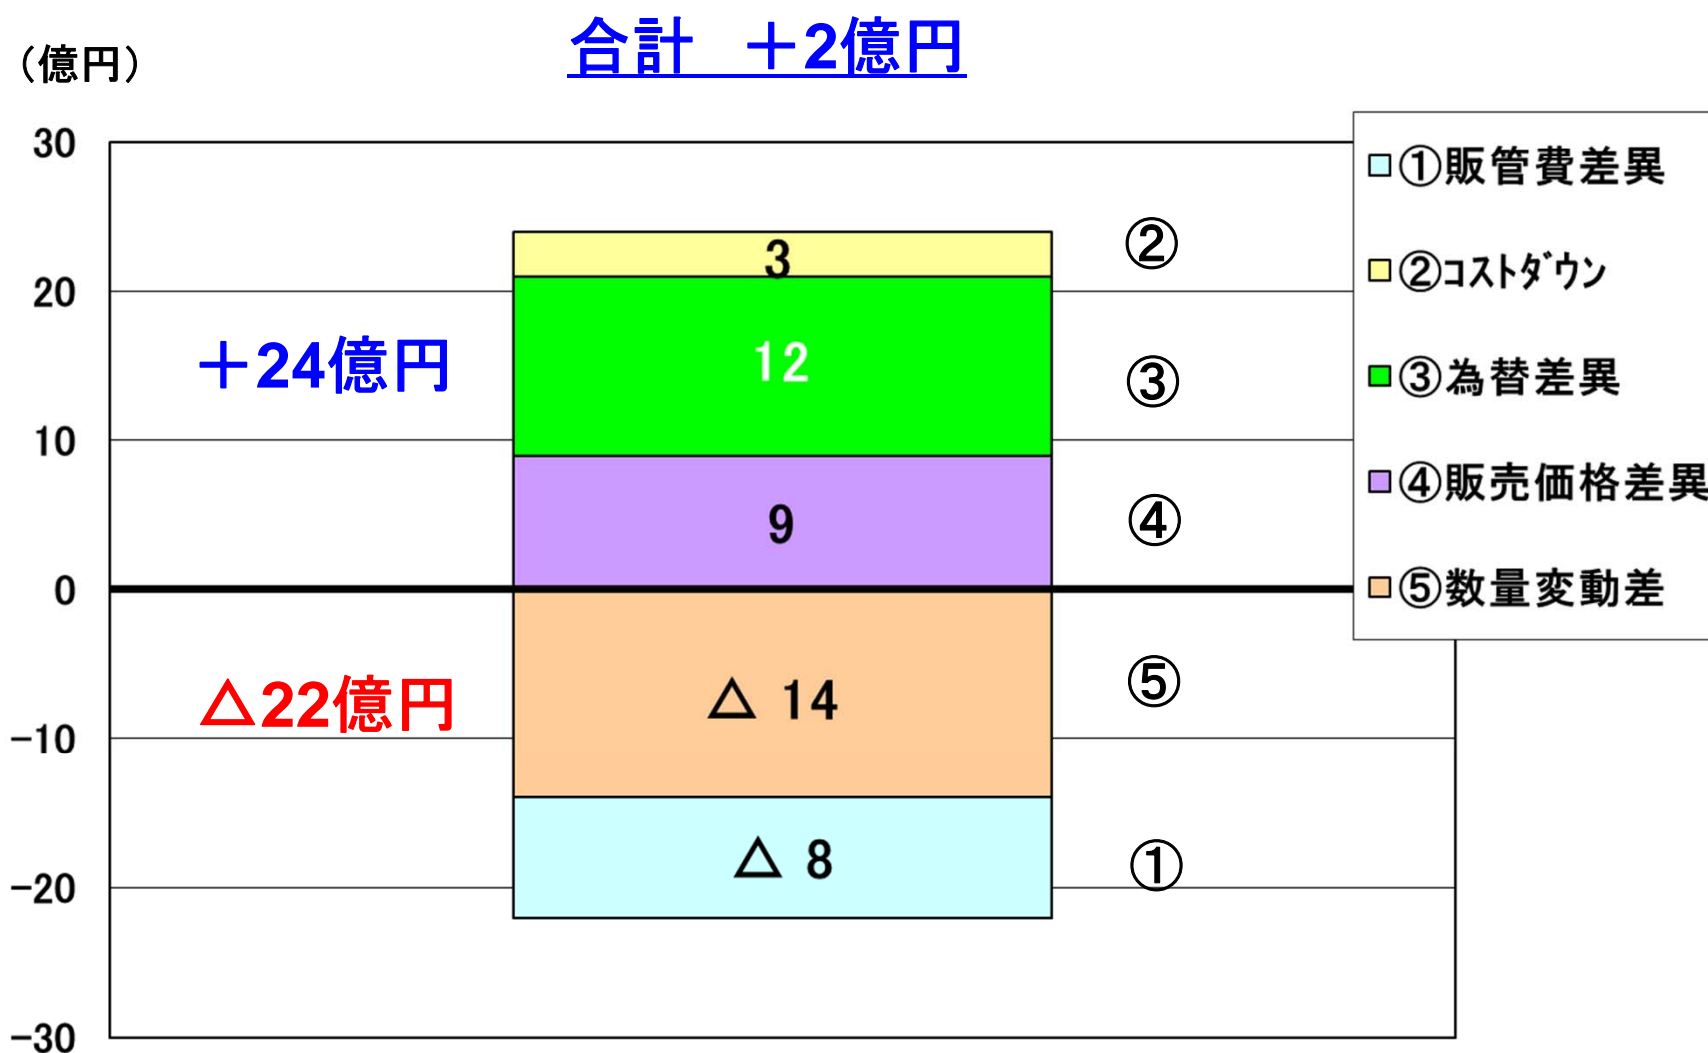 合計　＋2億円
（億円）
30
20
10
0
−10
−20
−30
＋24億円
△22億円
3
12
9
△ 14
△ 8
②
③
④
⑤
①
①販管費差異
②ｺｽﾄﾀﾞｳﾝ
③為替差異
④販売価格差異
⑤数量変動差